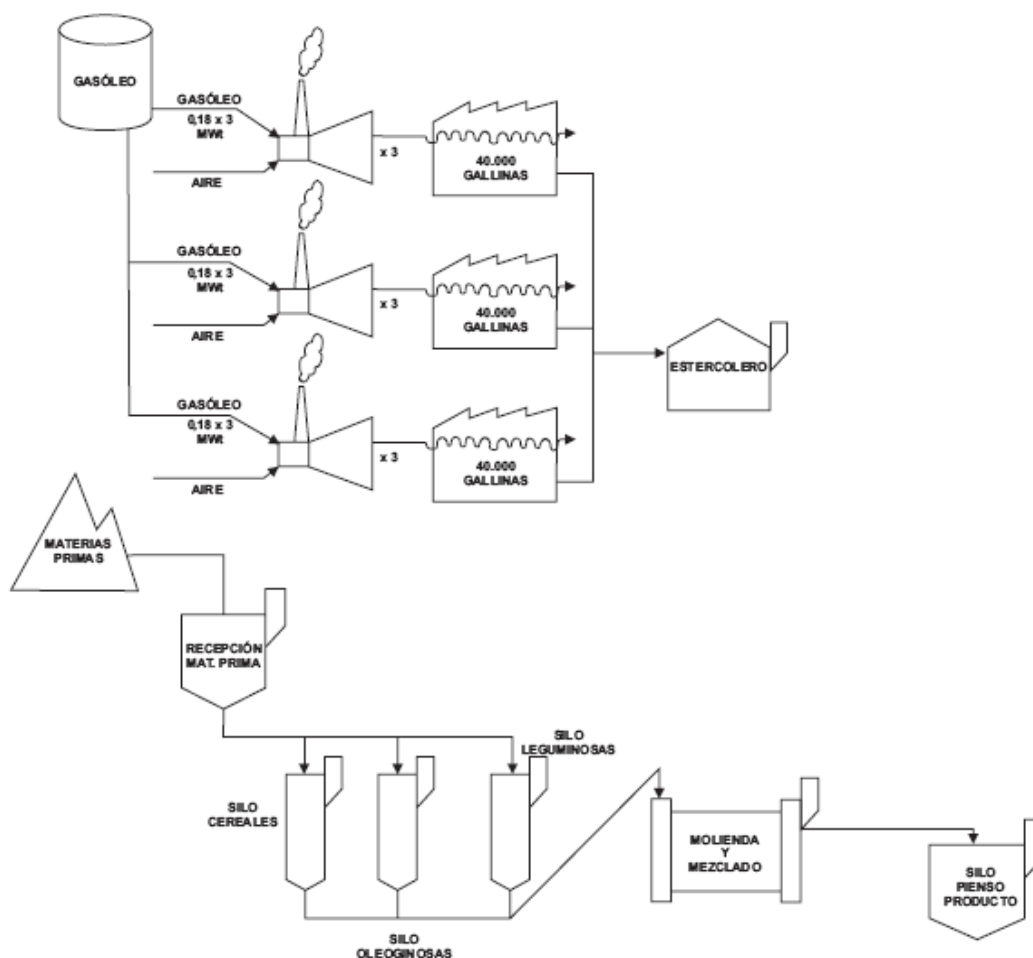 GASÓLEO
GASÓLEO
0,18 x 3
MWt
AIRE
x 3
40.000
GALLINAS
GASÓLEO
0,18 x 3
MWt
AIRE
x 3
40.000
GALLINAS
ESTERCOLERO
GASÓLEO
0,18 x 3
MWt
AIRE
x 3
40.000
GALLINAS
MATERIAS
PRIMAS
RECEPCIÓN
MAT. PRIMA
SILO
LEGUMINOSAS
SILO
CEREALES
SILO
OLEOGINOSAS
MOLIENDA
Y
MEZCLADO
SILO
PIENSO
PRODUCTO